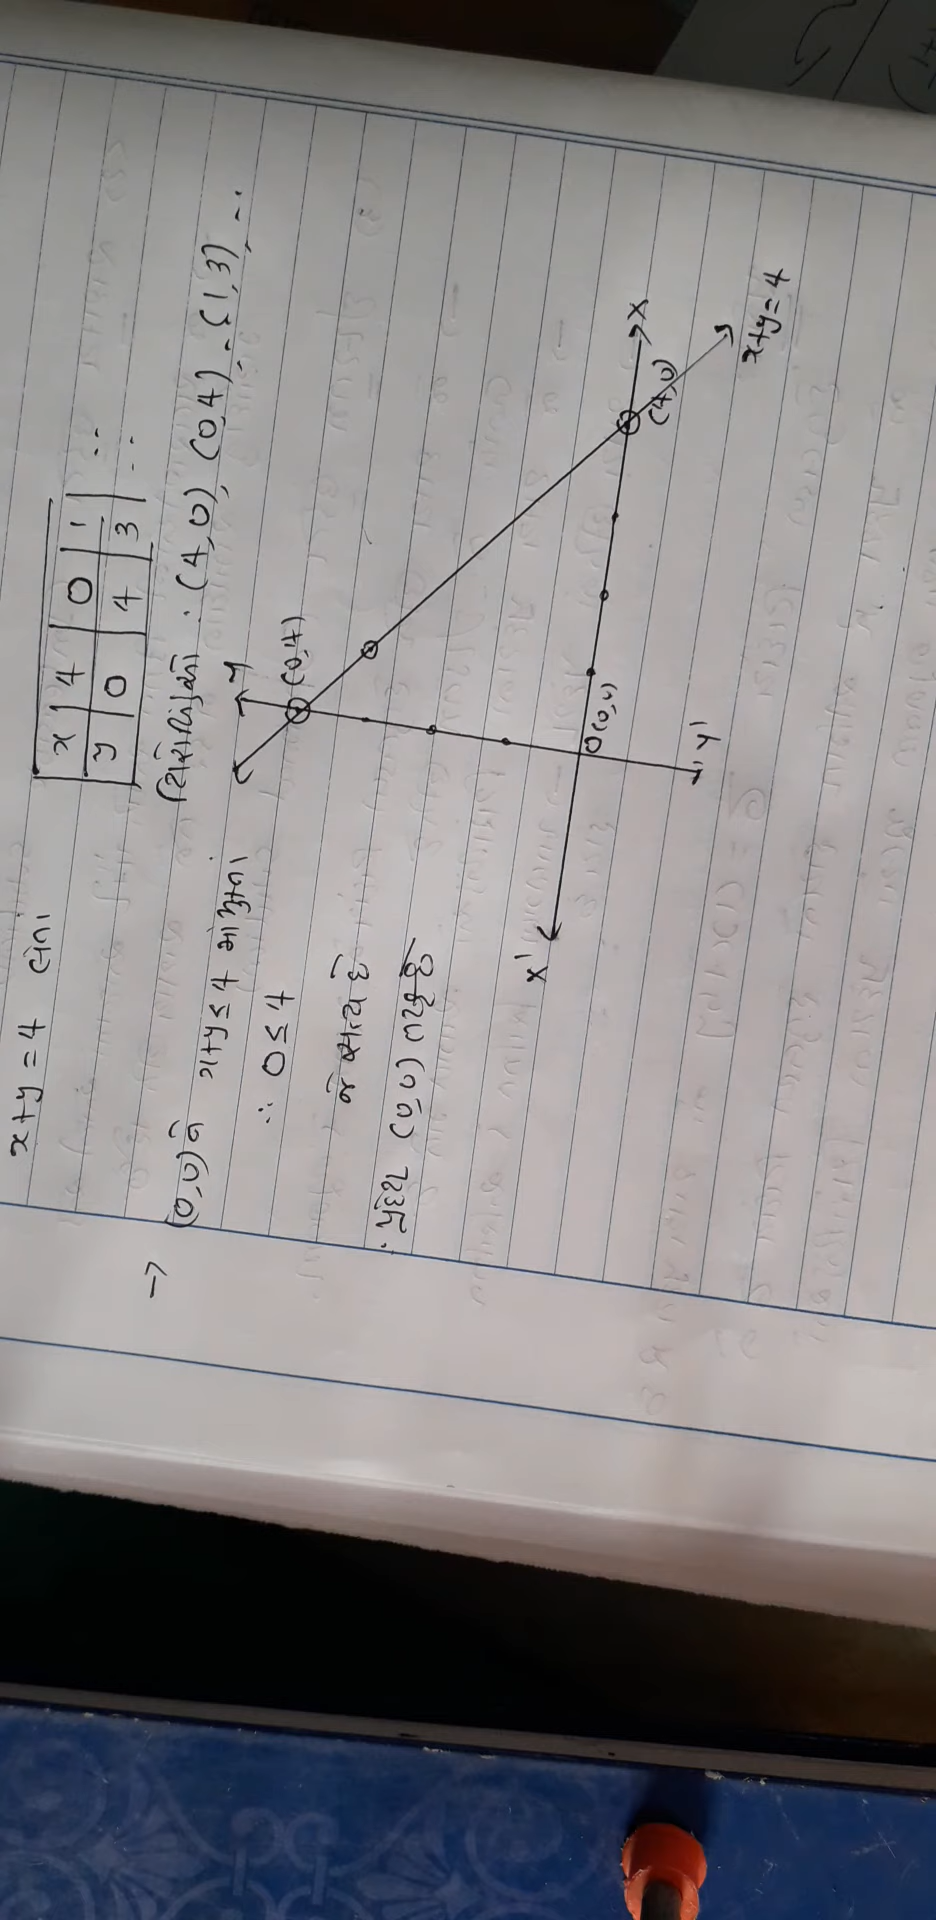 x+y=4 લેતા
x 4 0 1 ..
y 0 4 3 ..
શિરોબિંદુઓ : (4,0), (0,4), (1,3), ...
→ (0,0) ને x+y≤4 માં મુકતા
∴ 0≤4
જે સત્ય છે
∴ પ્રદેશ (0,0) તરફ છે
Y
(0,4)
X'
O(0,0)
(4,0)
X
Y'
x+y=4